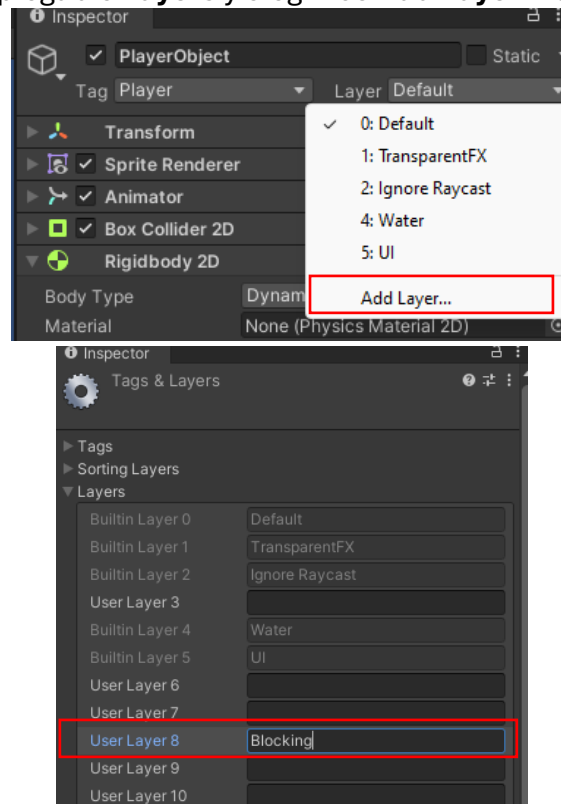 Inspector
PlayerObject Static
Tag Player Layer Default
Transform
0: Default
Sprite Renderer
1: TransparentFX
Animator
2: Ignore Raycast
Box Collider 2D
4: Water
Rigidbody 2D
5: UI
Body Type Dynam
Add Layer...
Material None (Physics Material 2D)
Inspector
Tags & Layers
Tags
Sorting Layers
Layers
Builtin Layer 0 Default
Builtin Layer 1 TransparentFX
Builtin Layer 2 Ignore Raycast
User Layer 3
Builtin Layer 4 Water
Builtin Layer 5 UI
User Layer 6
User Layer 7
User Layer 8 Blocking
User Layer 9
User Layer 10